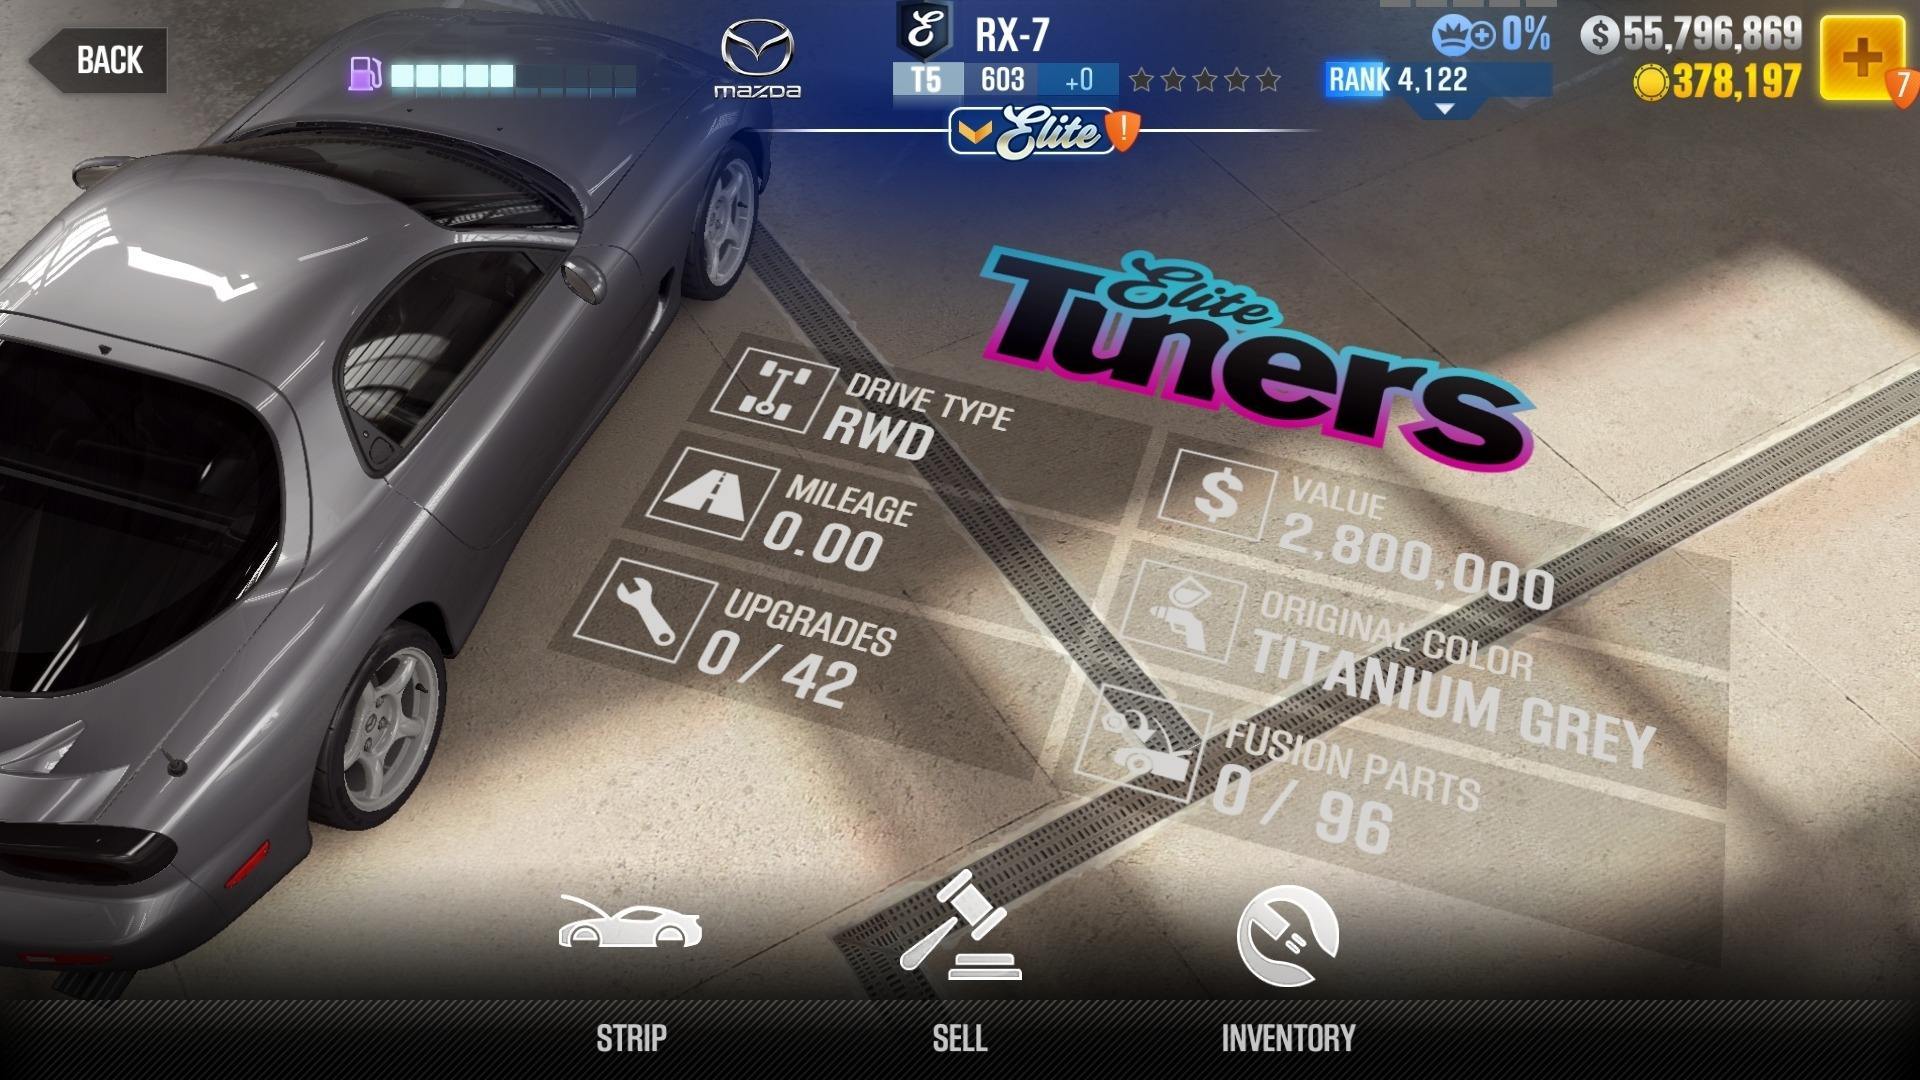 BACK
mazda
E
RX-7
T5
603
+0
Elite
!
0%
RANK 4,122
$55,796,869
378,197
+
7
Elite
Tuners
DRIVE TYPE
RWD
MILEAGE
0.00
UPGRADES
0 / 42
$
VALUE
2,800,000
ORIGINAL COLOR
TITANIUM GREY
FUSION PARTS
0 / 96
STRIP
SELL
INVENTORY